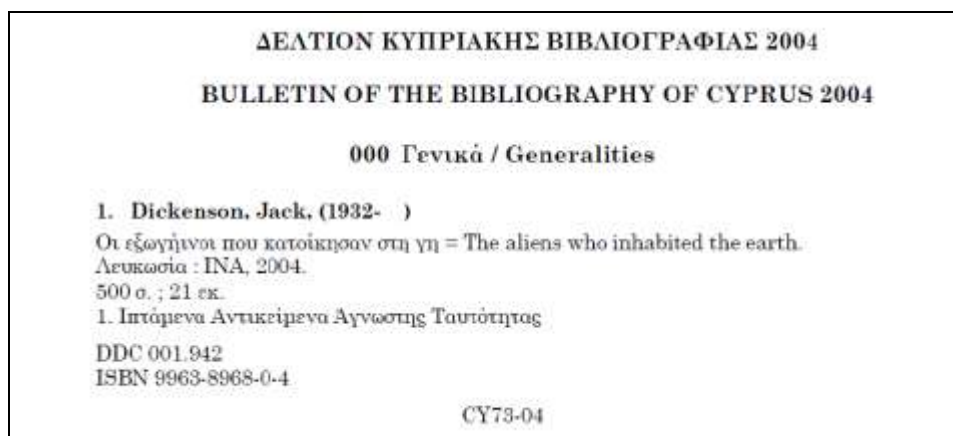 ΔΕΛΤΙΟΝ ΚΥΠΡΙΑΚΗΣ ΒΙΒΛΙΟΓΡΑΦΙΑΣ 2004
BULLETIN OF THE BIBLIOGRAPHY OF CYPRUS 2004
000 Γενικά / Generalities
1. Dickenson, Jack, (1932- )
Οι εξωγήινοι που κατοίκησαν στη γη = The aliens who inhabited the earth.
Λευκωσία : INA, 2004.
500 σ. ; 21 εκ.
1. Ιπτάμενα Αντικείμενα Αγνωστης Ταυτότητας
DDC 001.942
ISBN 9963-8968-0-4
CY73-04